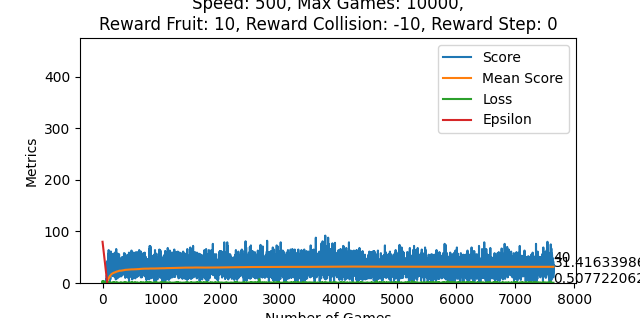 Speed: 500, Max Games: 10000,
Reward Fruit: 10, Reward Collision: -10, Reward Step: 0
Score
Mean Score
Loss
Epsilon
Metrics
400
300
200
100
0
40
31.41633986
0.507722062
0 1000 2000 3000 4000 5000 6000 7000 8000
Number of Games